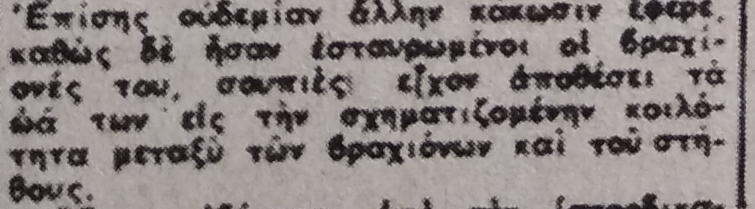 Ἐπίσης οὐδεμίαν ἄλλην κάκωσιν ἔφερε,
καθὼς δὲ ἦσαν ἐσταυρωμένοι οἱ βραχί-
ονές του, σουπιὲς εἶχον ἀποθέσει τὰ
ὠά των εἰς τὴν σχηματιζομένην κοιλό-
τητα μεταξὺ τῶν βραχιόνων καὶ τοῦ στή-
θους.